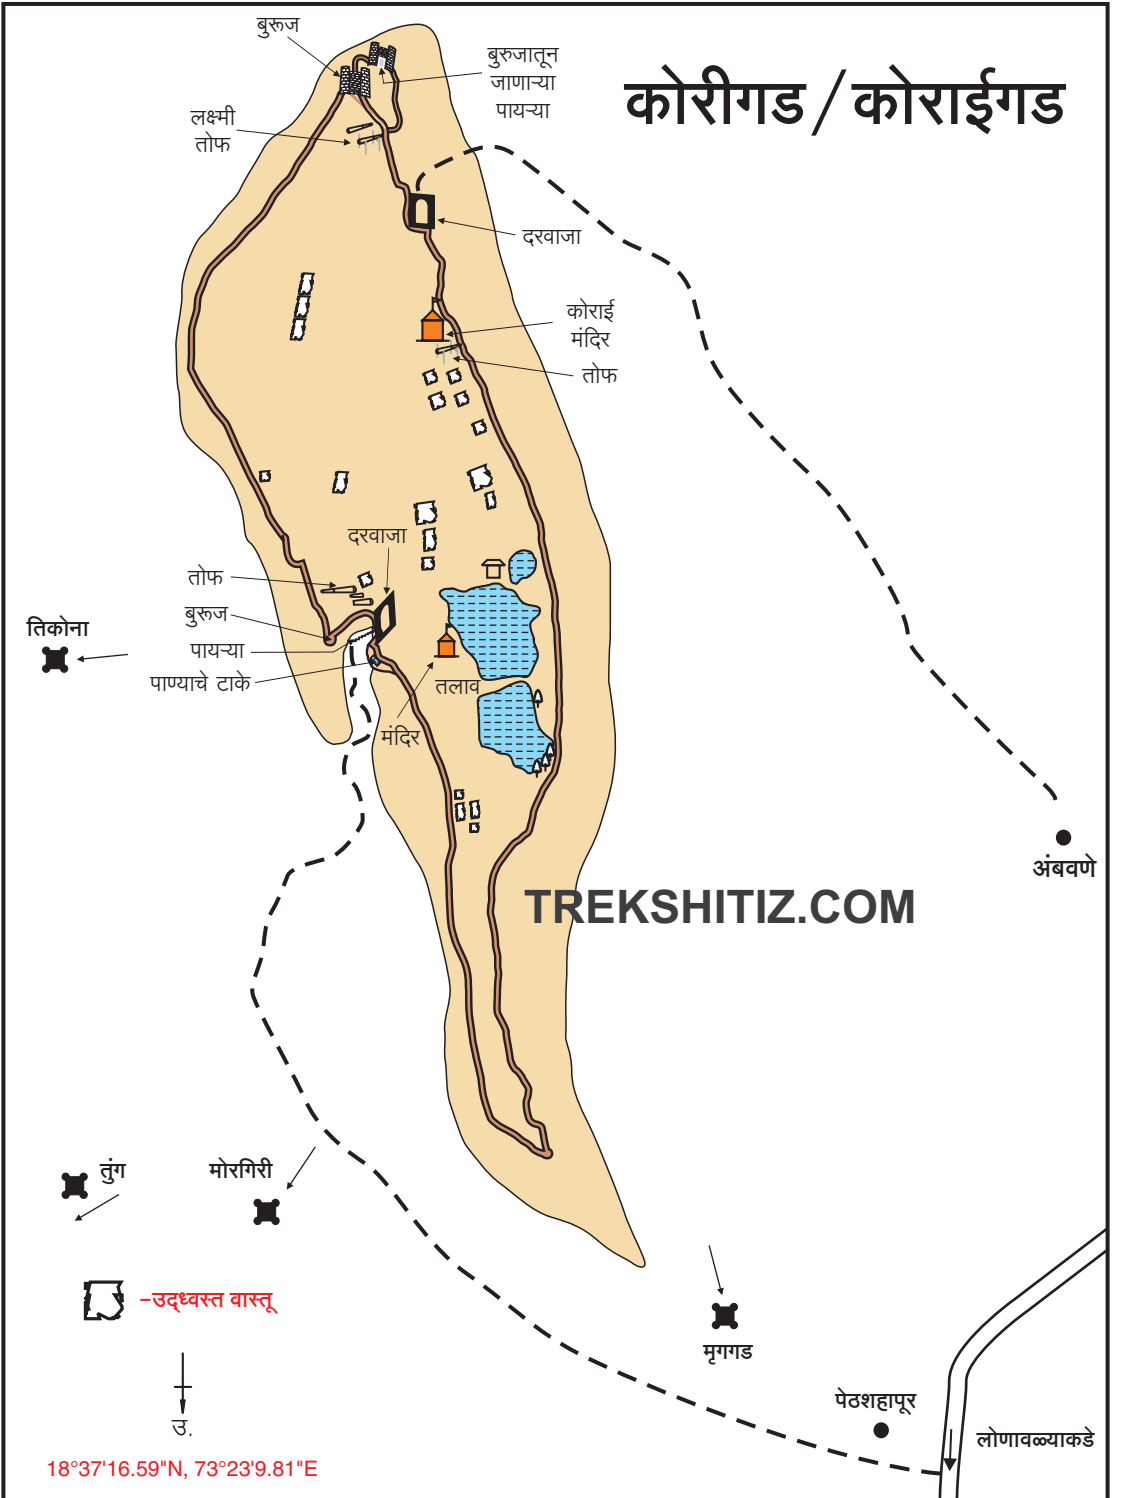 कोरीगड / कोराईगड
बुरूज
बुरुजातून
जाणाऱ्या
पायऱ्या
लक्ष्मी
तोफ
दरवाजा
कोराई
मंदिर
तोफ
दरवाजा
तोफ
बुरूज
पायऱ्या
पाण्याचे टाके
तिकोना
तलाव
मंदिर
अंबवणे
TREKSHITIZ.COM
तुंग
मोरगिरी
-उद्ध्वस्त वास्तू
मृगगड
पेठशहापूर
लोणावळ्याकडे
उ.
18°37'16.59"N, 73°23'9.81"E